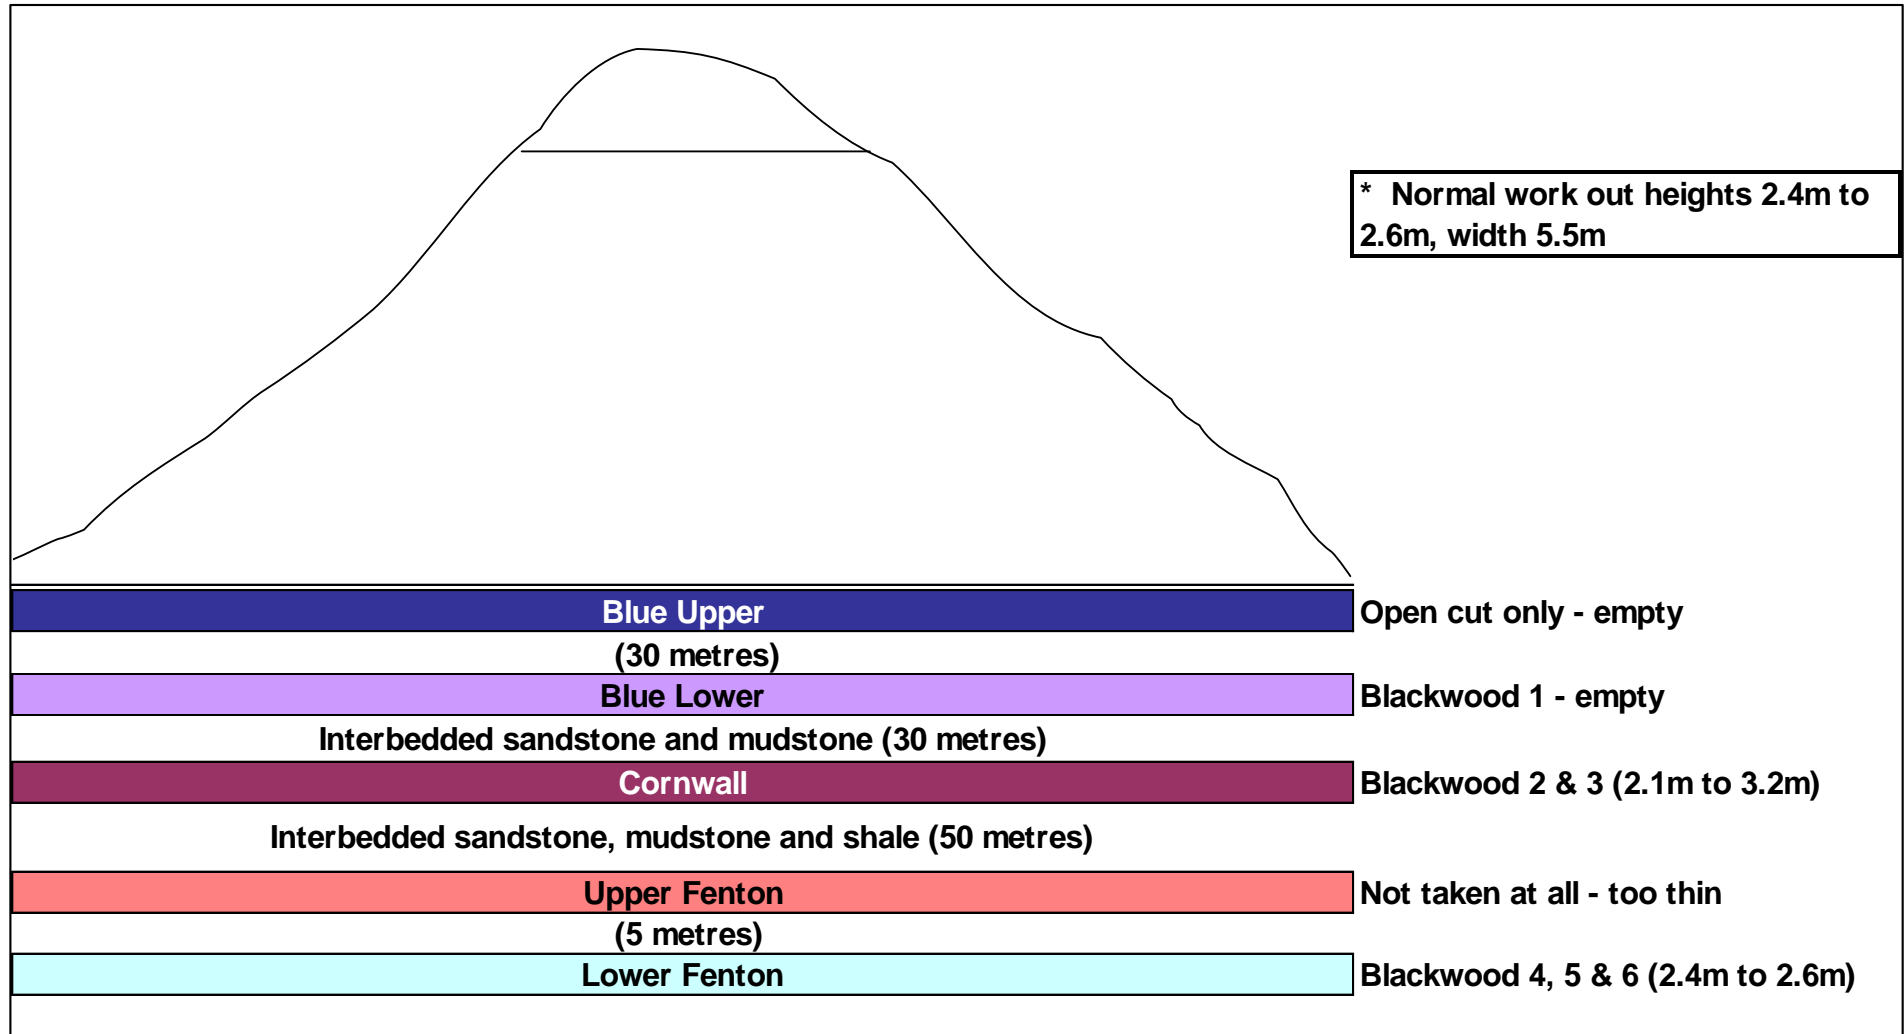 * Normal work out heights 2.4m to
2.6m, width 5.5m
Blue Upper
Open cut only - empty
(30 metres)
Blue Lower
Blackwood 1 - empty
Interbedded sandstone and mudstone (30 metres)
Cornwall
Blackwood 2 & 3 (2.1m to 3.2m)
Interbedded sandstone, mudstone and shale (50 metres)
Upper Fenton
Not taken at all - too thin
(5 metres)
Lower Fenton
Blackwood 4, 5 & 6 (2.4m to 2.6m)